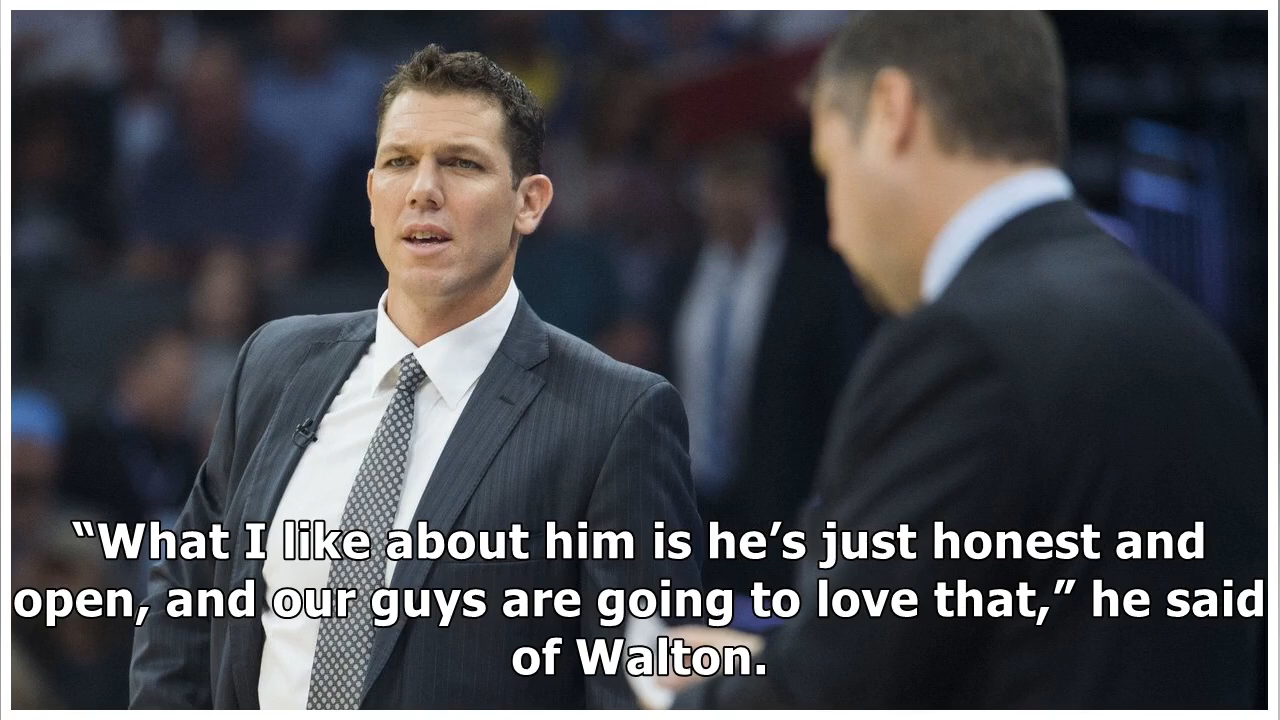 “What I like about him is he’s just honest and
open, and our guys are going to love that,” he said
of Walton.